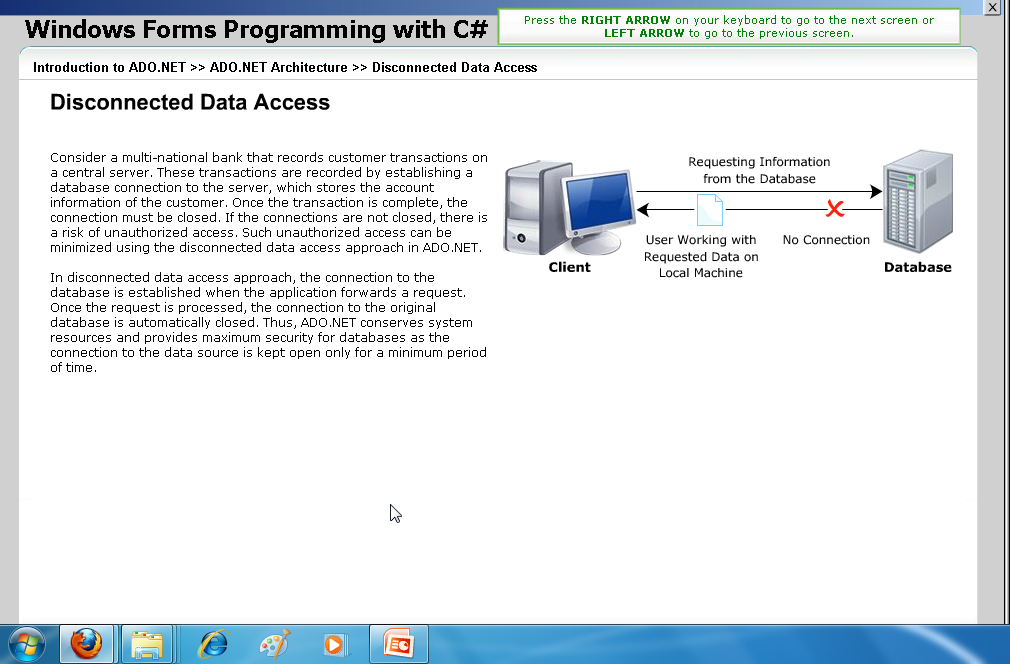 Windows Forms Programming with C#
Press the RIGHT ARROW on your keyboard to go to the next screen or
LEFT ARROW to go to the previous screen.
X
Introduction to ADO.NET >> ADO.NET Architecture >> Disconnected Data Access
Disconnected Data Access
Consider a multi-national bank that records customer transactions on
a central server. These transactions are recorded by establishing a
database connection to the server, which stores the account
information of the customer. Once the transaction is complete, the
connection must be closed. If the connections are not closed, there is
a risk of unauthorized access. Such unauthorized access can be
minimized using the disconnected data access approach in ADO.NET.
In disconnected data access approach, the connection to the
database is established when the application forwards a request.
Once the request is processed, the connection to the original
database is automatically closed. Thus, ADO.NET conserves system
resources and provides maximum security for databases as the
connection to the data source is kept open only for a minimum period
of time.
Requesting Information
from the Database
User Working with
Requested Data on
Local Machine
No Connection
Client
Database